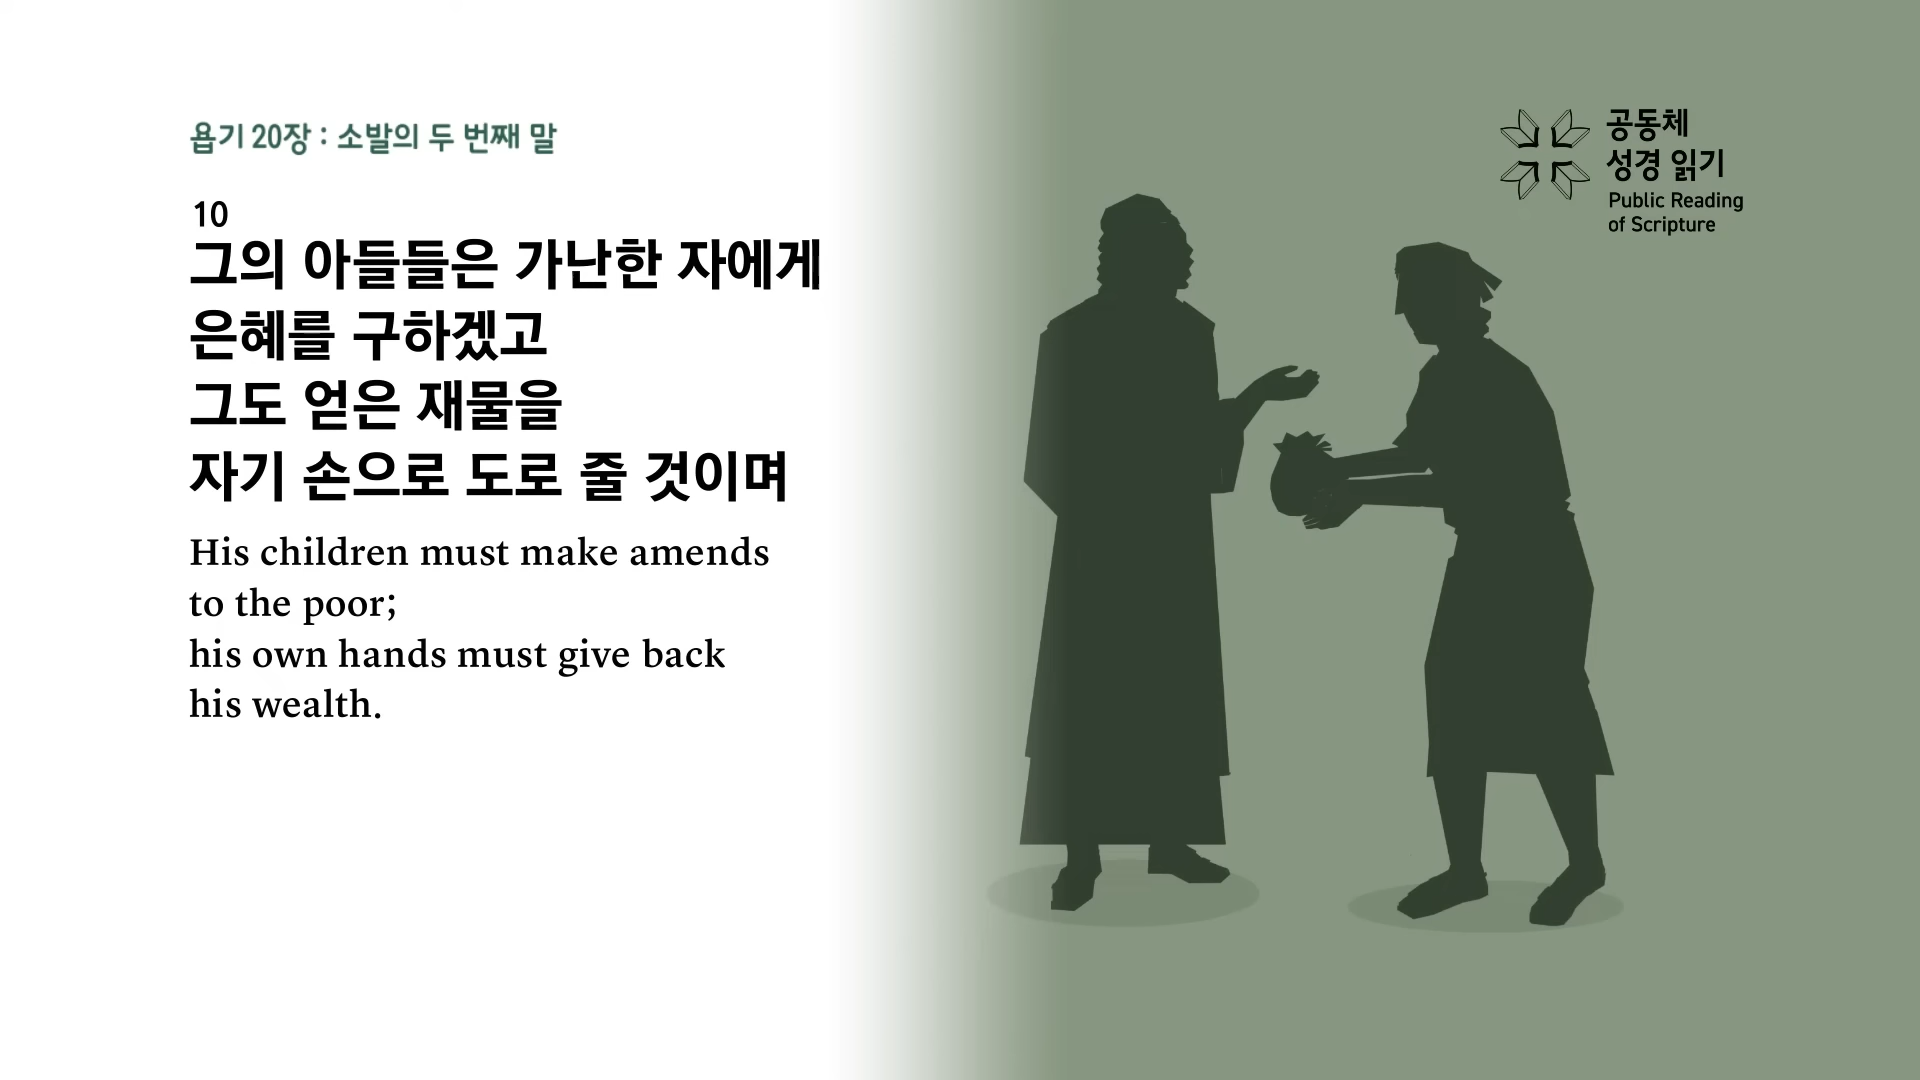 욥기 20장 : 소발의 두 번째 말
10
그의 아들들은 가난한 자에게
은혜를 구하겠고
그도 얻은 재물을
자기 손으로 도로 줄 것이며
His children must make amends
to the poor;
his own hands must give back
his wealth.
공동체
성경 읽기
Public Reading
of Scripture